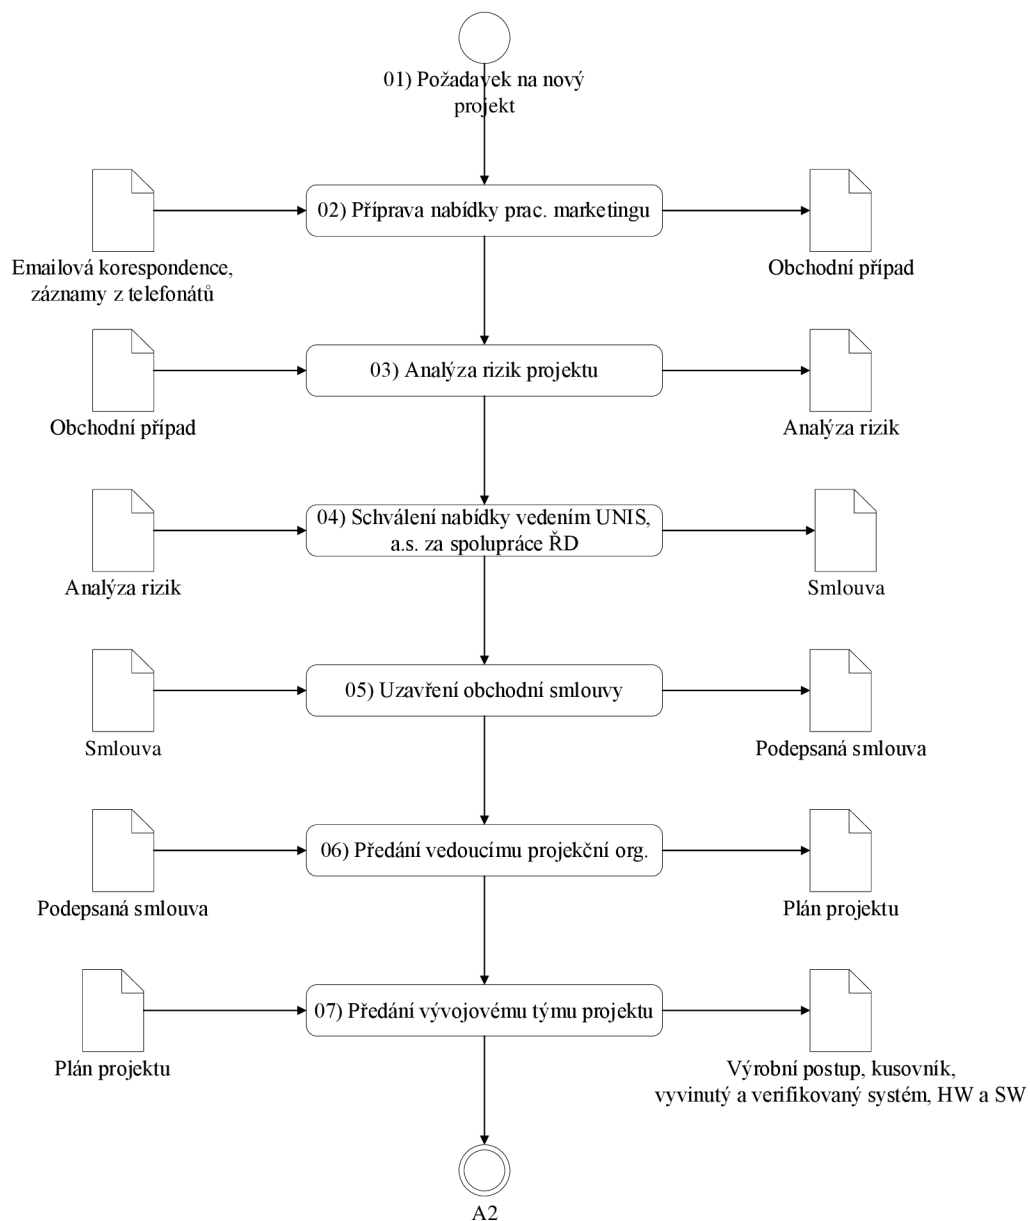 01) Požadavek na nový
projekt
02) Příprava nabídky prac. marketingu
Emailová korespondence,
záznamy z telefonátů
Obchodní případ
03) Analýza rizik projektu
Obchodní případ
Analýza rizik
04) Schválení nabídky vedením UNIS,
a.s. za spolupráce ŘD
Analýza rizik
Smlouva
05) Uzavření obchodní smlouvy
Smlouva
Podepsaná smlouva
06) Předání vedoucímu projekční org.
Podepsaná smlouva
Plán projektu
07) Předání vývojovému týmu projektu
Plán projektu
Výrobní postup, kusovník,
vyvinutý a verifikovaný systém, HW a SW
A2